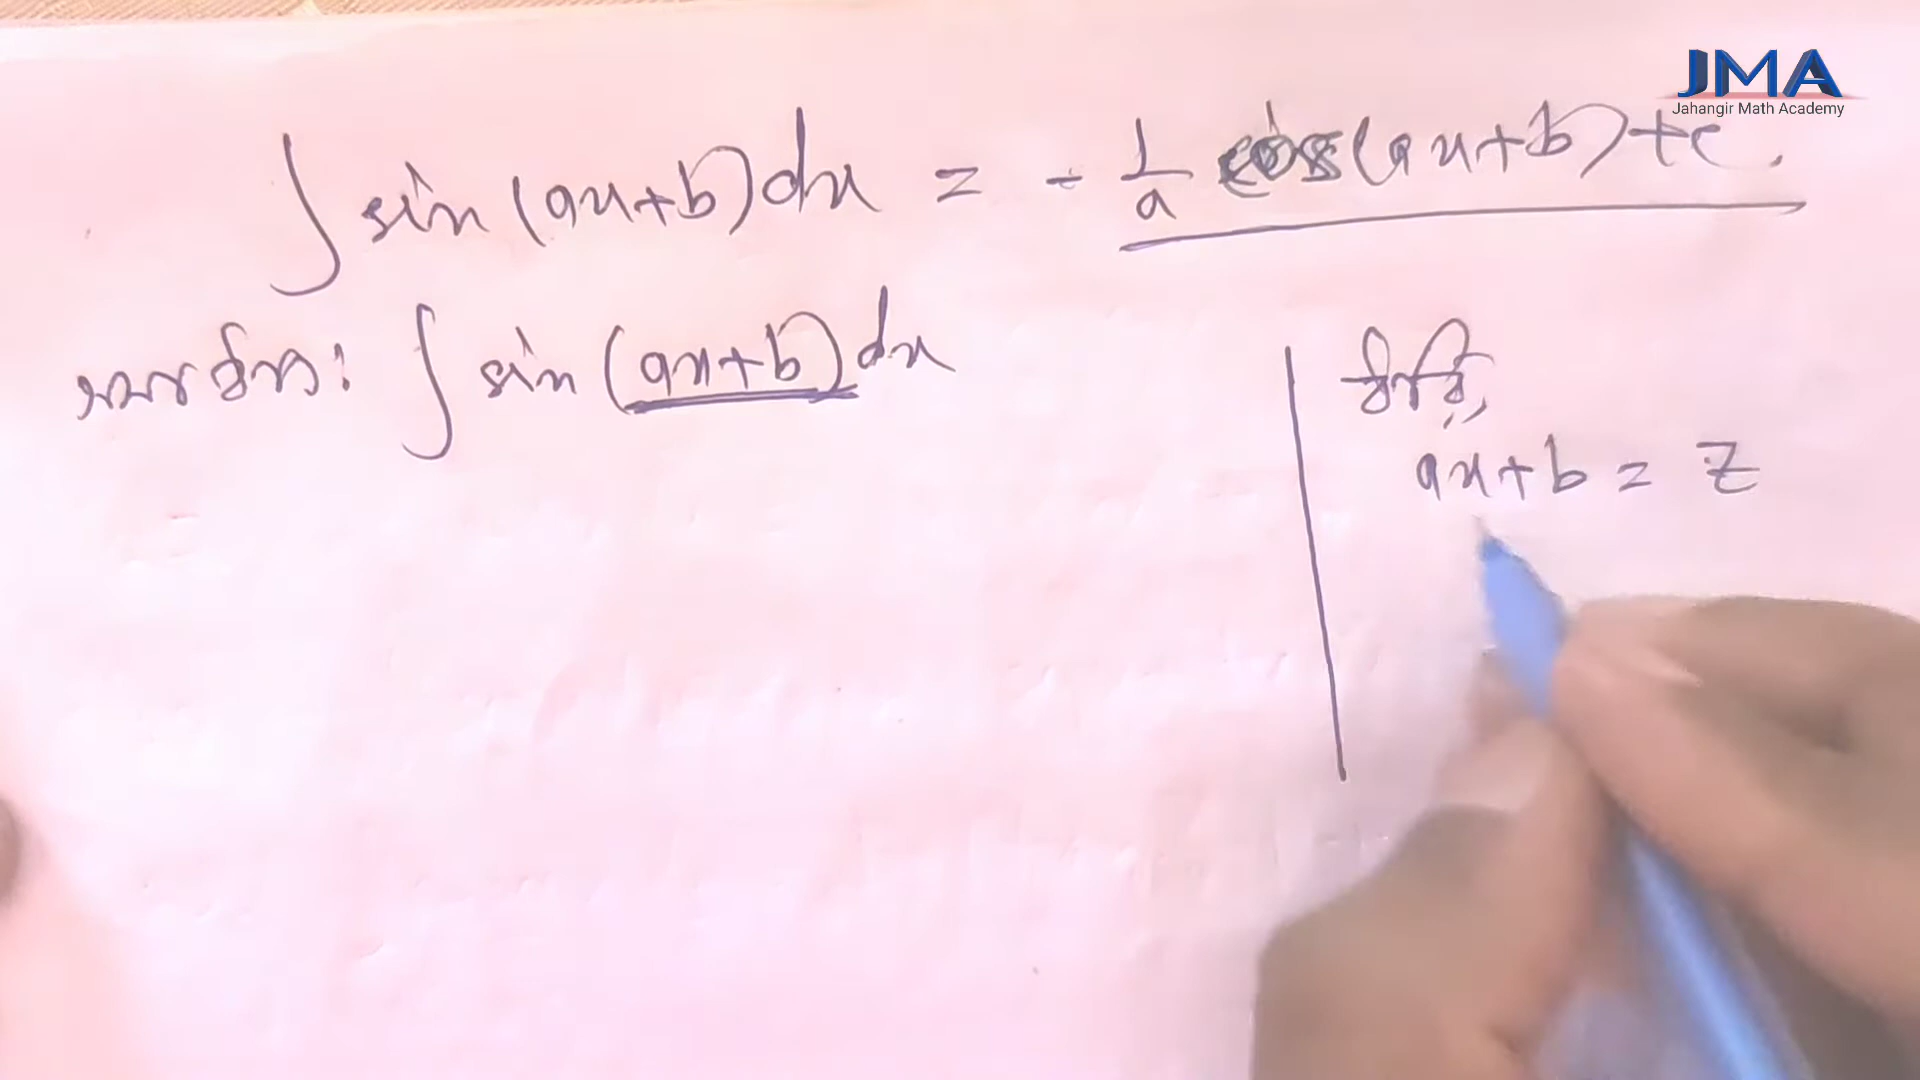 JMA
Jahangir Math Academy
∫ sin (ax+b) dx = - 1/a cos(ax+b) + c.
সমাধান: ∫ sin (ax+b) dx
ধরি,
ax+b = z